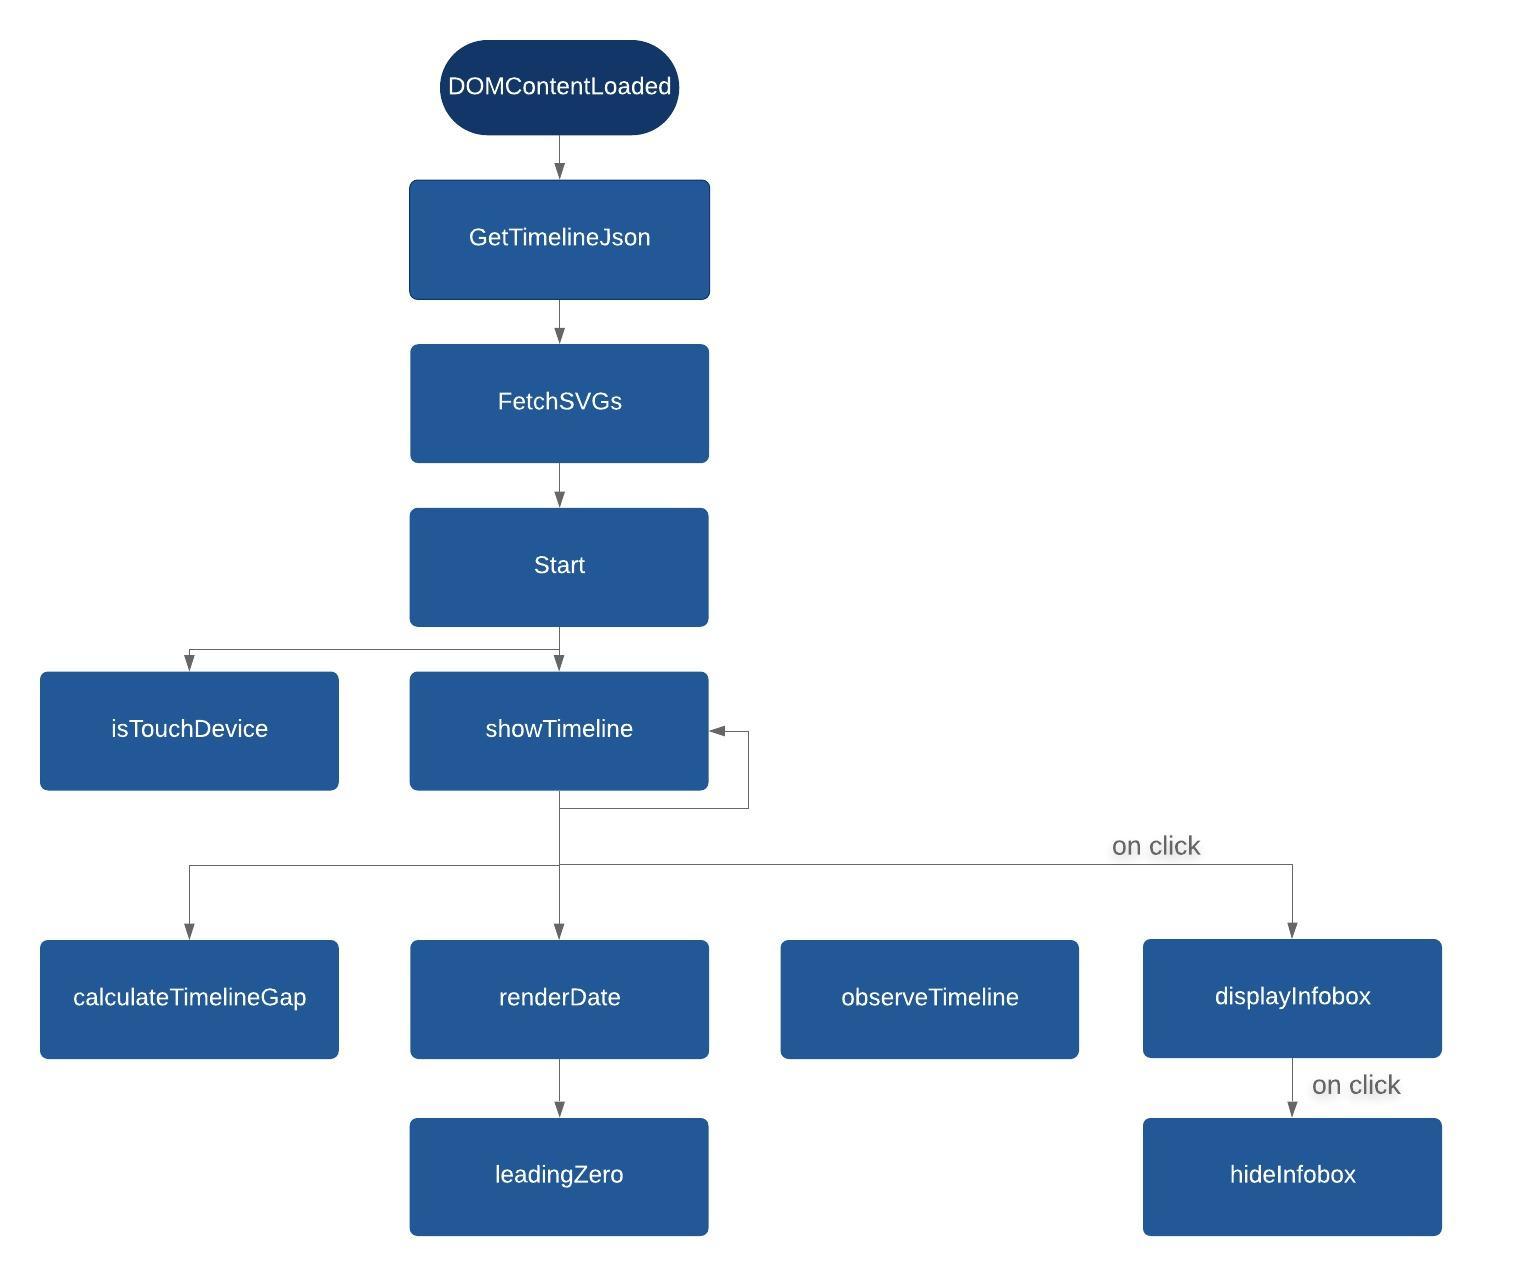 DOMContentLoaded
GetTimelineJson
FetchSVGs
Start
isTouchDevice
showTimeline
on click
calculateTimelineGap
renderDate
observeTimeline
displayInfobox
on click
leadingZero
hideInfobox